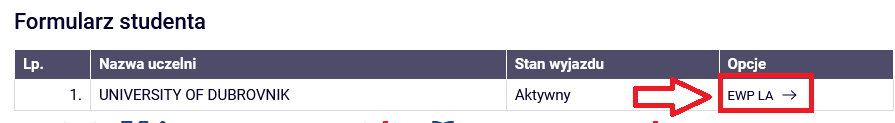 Formularz studenta
Lp. Nazwa uczelni Stan wyjazdu Opcje
1. UNIVERSITY OF DUBROVNIK Aktywny EWP LA →